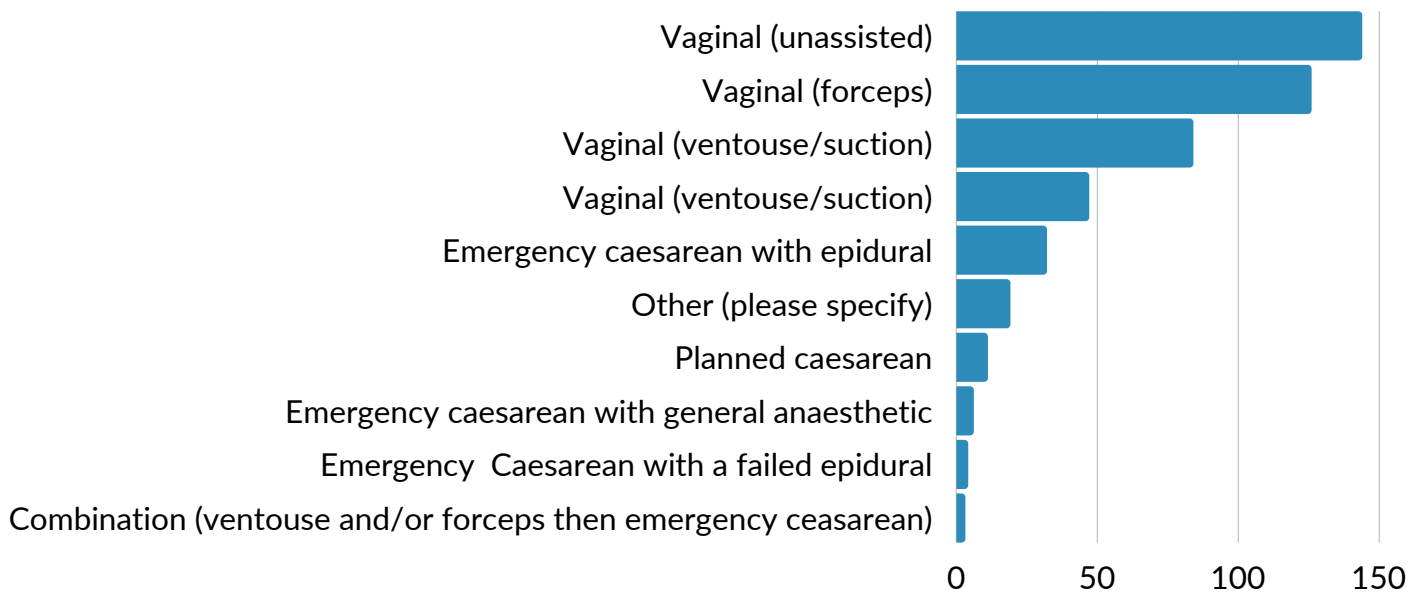 Vaginal (unassisted)
Vaginal (forceps)
Vaginal (ventouse/suction)
Vaginal (ventouse/suction)
Emergency caesarean with epidural
Other (please specify)
Planned caesarean
Emergency caesarean with general anaesthetic
Emergency  Caesarean with a failed epidural
Combination (ventouse and/or forceps then emergency ceasarean)
0 50 100 150